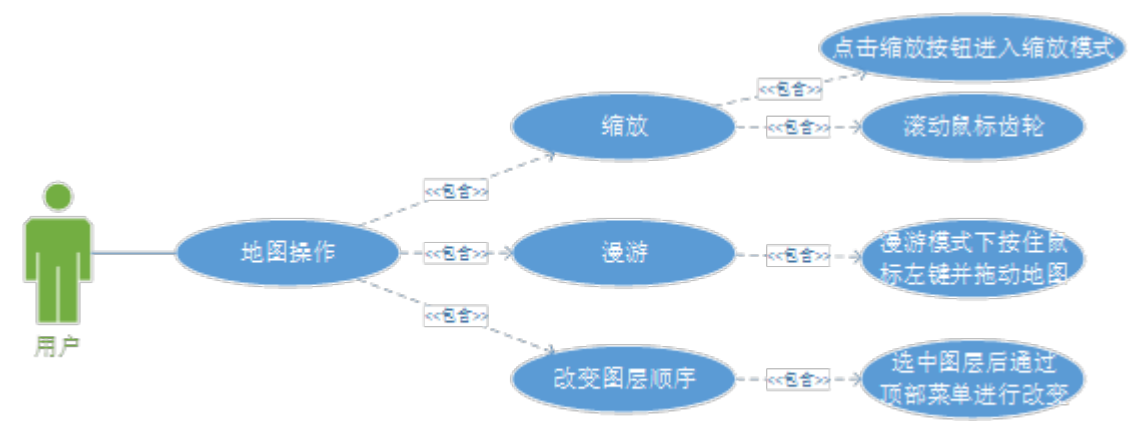 点击缩放按钮进入缩放模式
<<包含>>
缩放
<<包含>>
滚动鼠标齿轮
<<包含>>
地图操作
<<包含>>
漫游
<<包含>>
漫游模式下按住鼠
标左键并拖动地图
<<包含>>
用户
改变图层顺序
<<包含>>
选中图层后通过
顶部菜单进行改变